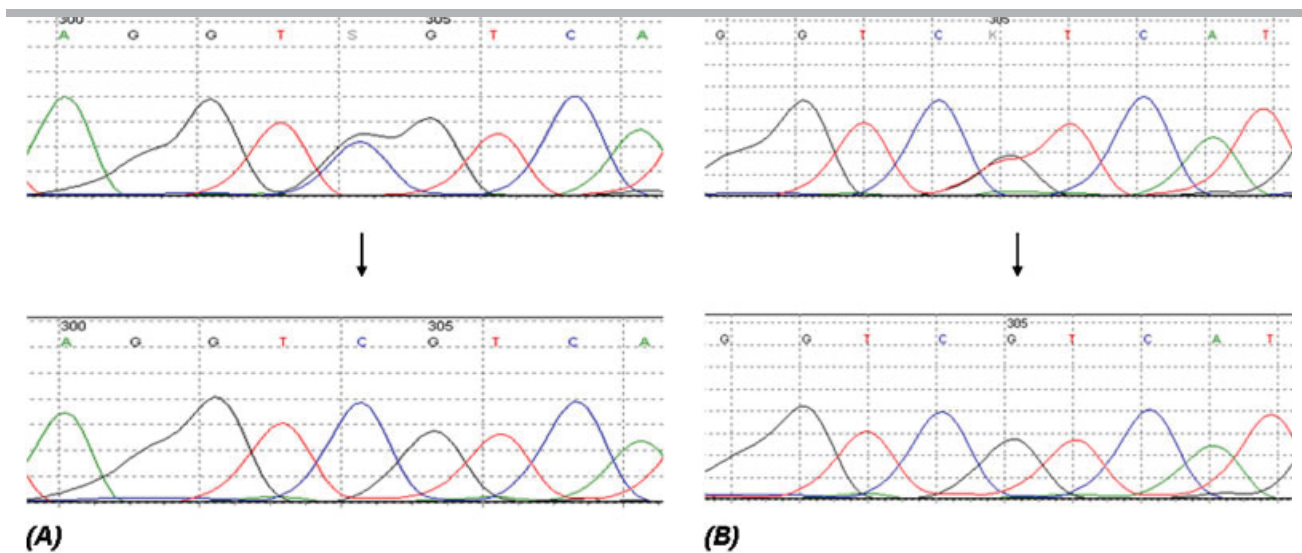 300 305
A G G T S G T C A
305
G G T C K T C A T
300 305
A G G T C G T C A
305
G G T C G T C A T
(A)
(B)